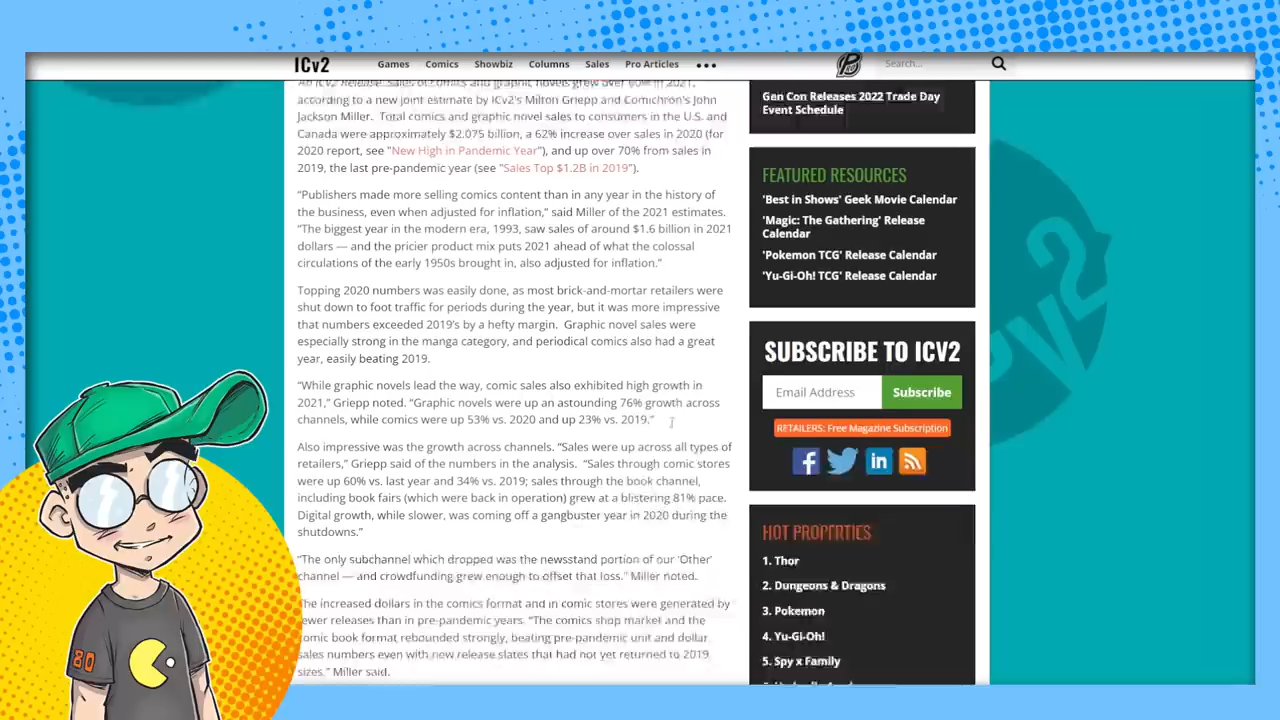 ICv2
Games Comics Showbiz Columns Sales Pro Articles •••
Search...
An ICv2 Release. Sales of comics and graphic novels grew over 60% in 2021,
according to a new joint estimate by ICv2's Milton Griepp and Comichron's John
Jackson Miller. Total comics and graphic novel sales to consumers in the U.S. and
Canada were approximately $2.075 billion, a 62% increase over sales in 2020 (for
2020 report, see "New High in Pandemic Year"), and up over 70% from sales in
2019, the last pre-pandemic year (see "Sales Top $1.2B in 2019").
"Publishers made more selling comics content than in any year in the history of
the business, even when adjusted for inflation," said Miller of the 2021 estimates.
"The biggest year in the modern era, 1993, saw sales of around $1.6 billion in 2021
dollars — and the pricier product mix puts 2021 ahead of what the colossal
circulations of the early 1950s brought in, also adjusted for inflation."
Topping 2020 numbers was easily done, as most brick-and-mortar retailers were
shut down to foot traffic for periods during the year, but it was more impressive
that numbers exceeded 2019's by a hefty margin. Graphic novel sales were
especially strong in the manga category, and periodical comics also had a great
year, easily beating 2019.
"While graphic novels lead the way, comic sales also exhibited high growth in
2021," Griepp noted. "Graphic novels were up an astounding 76% growth across
channels, while comics were up 53% vs. 2020 and up 23% vs. 2019."
Also impressive was the growth across channels. "Sales were up across all types of
retailers," Griepp said of the numbers in the analysis. "Sales through comic stores
were up 60% vs. last year and 34% vs. 2019; sales through the book channel,
including book fairs (which were back in operation) grew at a blistering 81% pace.
Digital growth, while slower, was coming off a gangbuster year in 2020 during the
shutdowns."
"The only subchannel which dropped was the newsstand portion of our 'Other'
channel — and crowdfunding grew enough to offset that loss." Miller noted.
The increased dollars in the comics format and in comic stores were generated by
fewer releases than in pre-pandemic years. "The comics shop market and the
comic book format rebounded strongly, beating pre-pandemic unit and dollar
sales numbers even with new release slates that had not yet returned to 2019
sizes," Miller said.
Gen Con Releases 2022 Trade Day
Event Schedule
FEATURED RESOURCES
'Best in Shows' Geek Movie Calendar
'Magic: The Gathering' Release
Calendar
'Pokemon TCG' Release Calendar
'Yu-Gi-Oh! TCG' Release Calendar
SUBSCRIBE TO ICV2
Email Address Subscribe
RETAILERS: Free Magazine Subscription
HOT PROPERTIES
1. Thor
2. Dungeons & Dragons
3. Pokemon
4. Yu-Gi-Oh!
5. Spy x Family
80